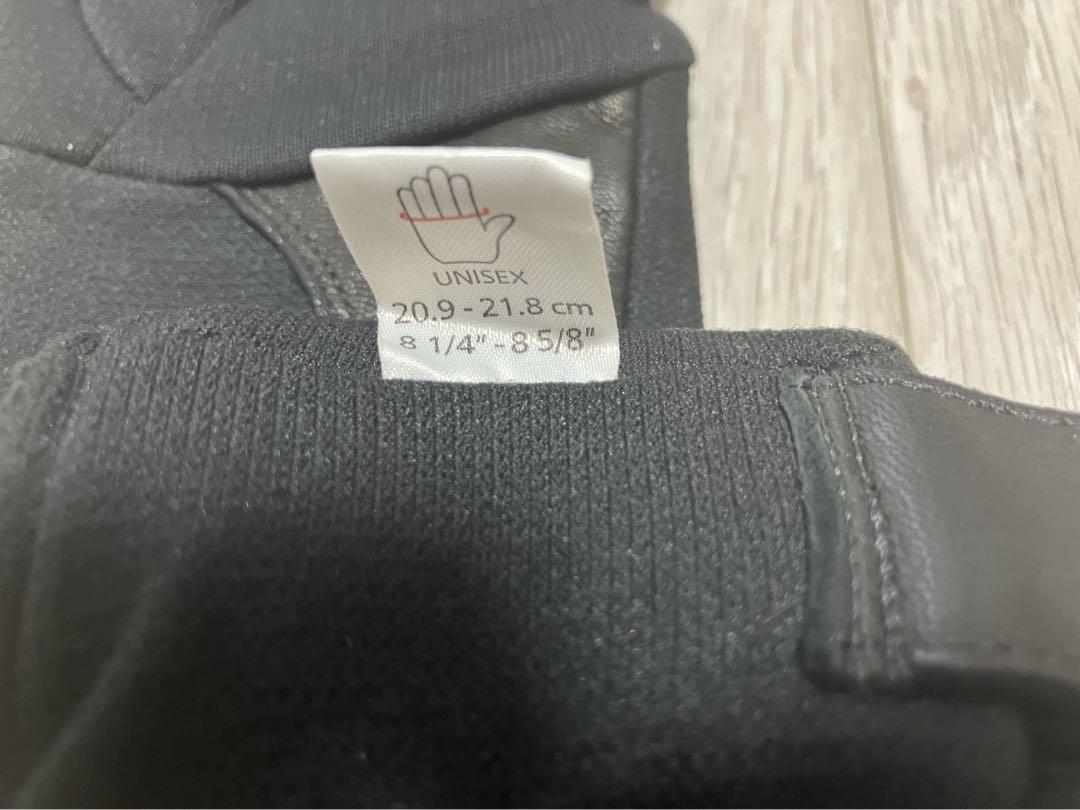 UNISEX
20.9 - 21.8 cm
8 1/4" - 8 5/8"